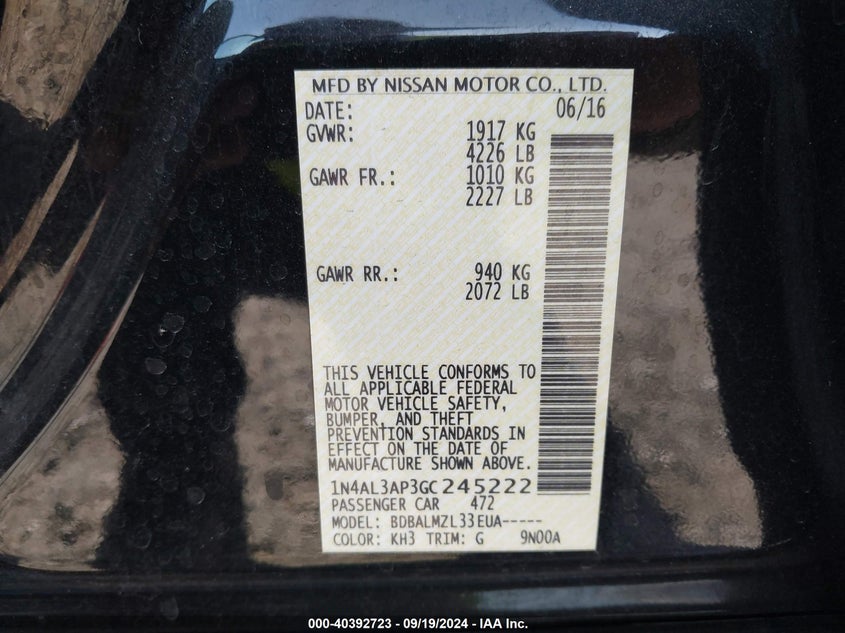 MFD BY NISSAN MOTOR CO., LTD.
DATE: 06/16
GVWR: 1917 KG
4226 LB
GAWR FR.: 1010 KG
2227 LB
GAWR RR.: 940 KG
2072 LB
THIS VEHICLE CONFORMS TO
ALL APPLICABLE FEDERAL
MOTOR VEHICLE SAFETY,
BUMPER, AND THEFT
PREVENTION STANDARDS IN
EFFECT ON THE DATE OF
MANUFACTURE SHOWN ABOVE.
1N4AL3AP3GC245222
PASSENGER CAR 472
MODEL: BDBALMZL33EUA-----
COLOR: KH3 TRIM: G 9N00A
000-40392723 - 09/19/2024 - IAA Inc.